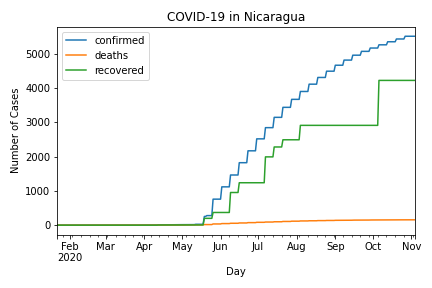 COVID-19 in Nicaragua
confirmed
deaths
recovered
Number of Cases
5000
4000
3000
2000
1000
0
Feb Mar Apr May Jun Jul Aug Sep Oct Nov
2020
Day